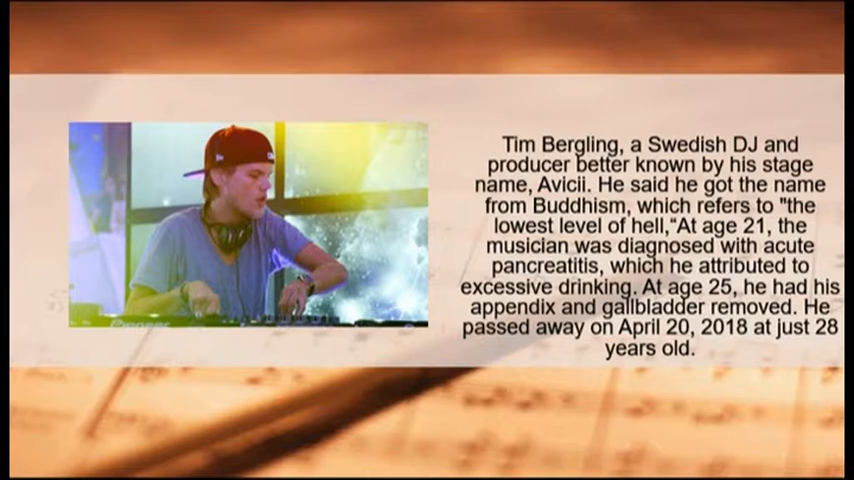 Tim Bergling, a Swedish DJ and
producer better known by his stage
name, Avicii. He said he got the name
from Buddhism, which refers to "the
lowest level of hell,“At age 21, the
musician was diagnosed with acute
pancreatitis, which he attributed to
excessive drinking. At age 25, he had his
appendix and gallbladder removed. He
passed away on April 20, 2018 at just 28
years old.
Pioneer